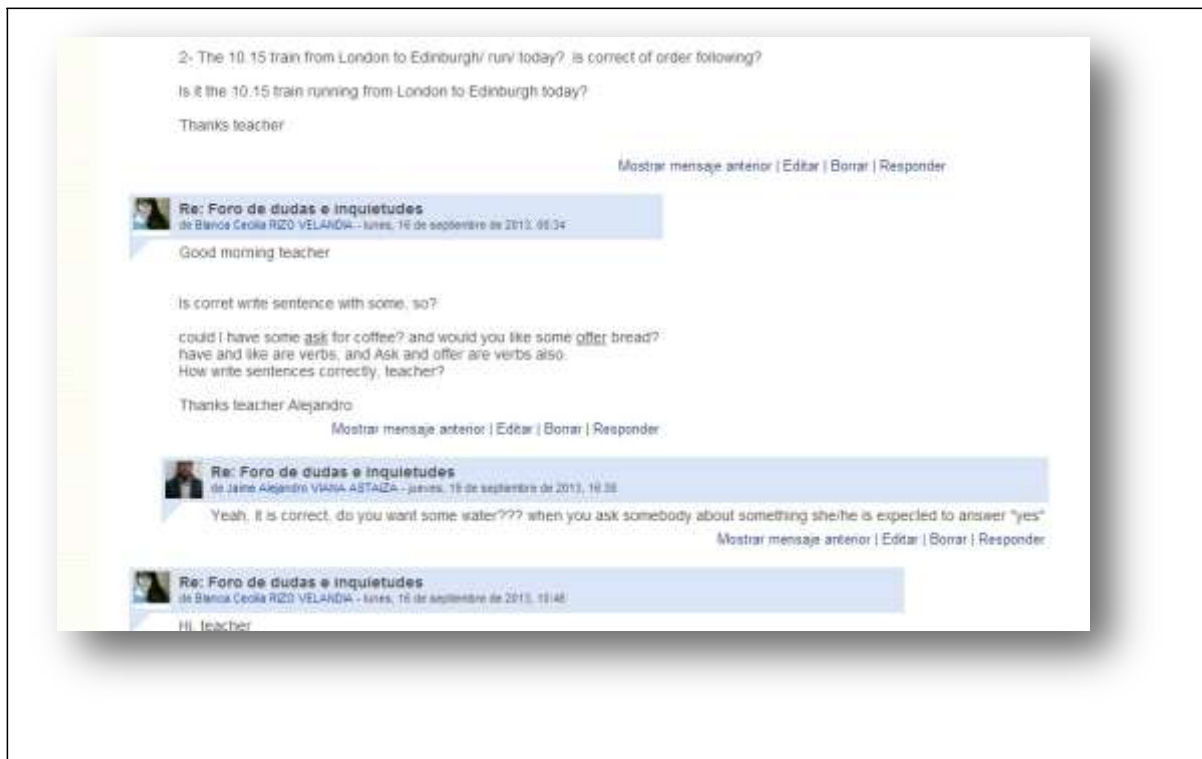 2- The 10.15 train from London to Edinburgh/ run/ today? is correct of order following?
Is it the 10.15 train running from London to Edinburgh today?
Thanks teacher
Mostrar mensaje anterior | Editar | Borrar | Responder
Re: Foro de dudas e inquietudes
de Blanca Cecilia RIZO VELANDIA - lunes, 16 de septiembre de 2013,
Good morning teacher
Is corret write sentence with some, so?
could I have some ask for coffee? and would you like some offer bread?
have and like are verbs, and Ask and offer are verbs also.
How write sentences correctly, teacher?
Thanks teacher Alejandro
Mostrar mensaje anterior | Editar | Borrar | Responder
Re: Foro de dudas e inquietudes
de Jaime Alejandro VIANA ASTAIZA - jueves, 19 de septiembre de 2013,
Yeah, it is correct, do you want some water??? when you ask somebody about something she/he is expected to answer "yes"
Mostrar mensaje anterior | Editar | Borrar | Responder
Re: Foro de dudas e inquietudes
de Blanca Cecilia RIZO VELANDIA - lunes, 16 de septiembre de 2013,
Hi, teacher